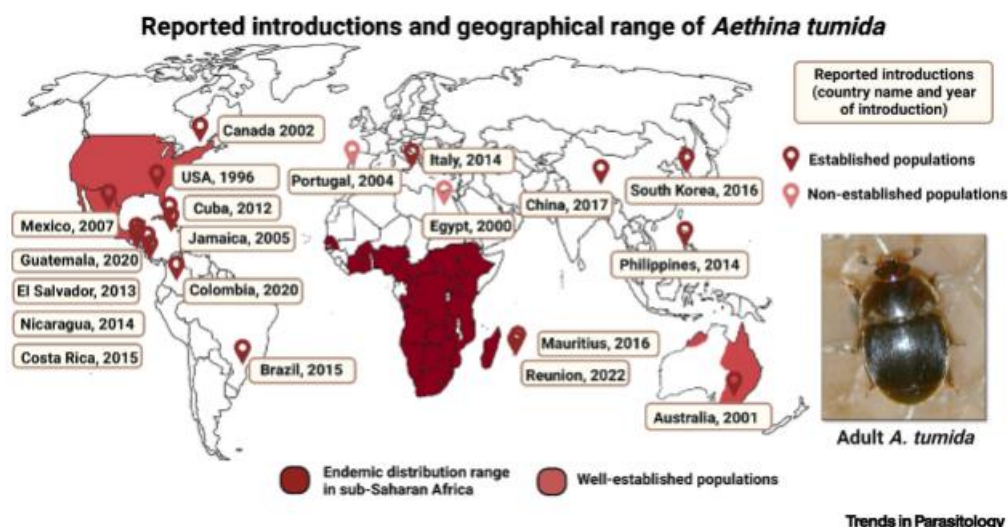 Reported introductions and geographical range of Aethina tumida
Reported introductions
(country name and year
of introduction)
Established populations
Non-established populations
Canada 2002
USA, 1996
Cuba, 2012
Mexico, 2007
Jamaica, 2005
Guatemala, 2020
El Salvador, 2013
Colombia, 2020
Nicaragua, 2014
Costa Rica, 2015
Brazil, 2015
Portugal, 2004
Italy, 2014
Egypt, 2000
China, 2017
South Korea, 2016
Philippines, 2014
Mauritius, 2016
Reunion, 2022
Australia, 2001
Adult A. tumida
Endemic distribution range
in sub-Saharan Africa
Well-established populations
Trends in Parasitology